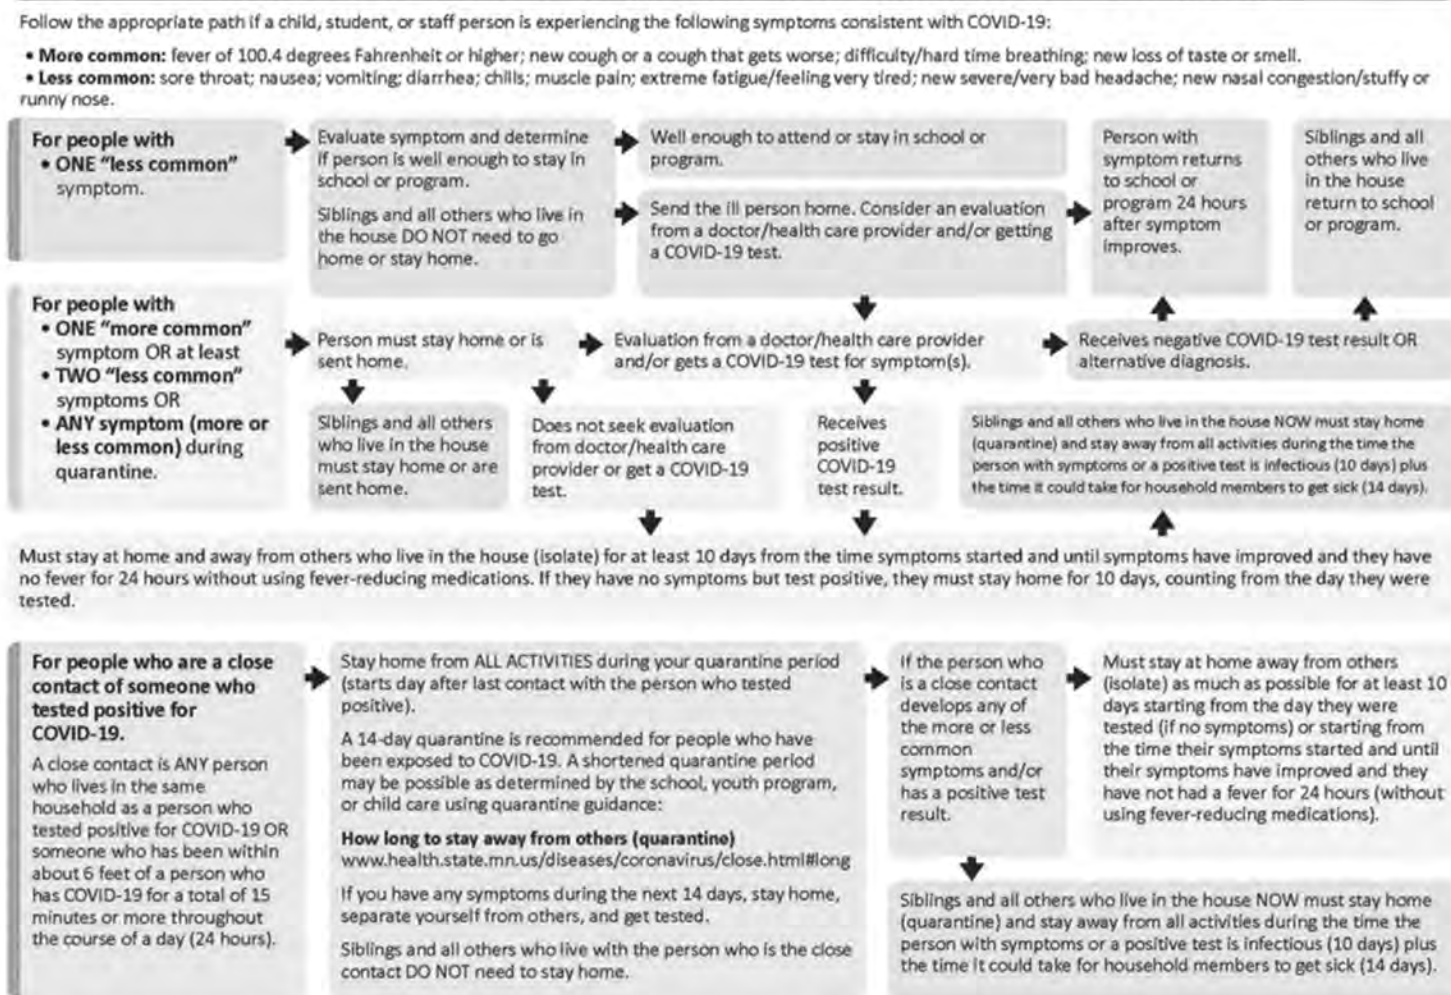 Follow the appropriate path if a child, student, or staff person is experiencing the following symptoms consistent with COVID-19:
• More common: fever of 100.4 degrees Fahrenheit or higher; new cough or a cough that gets worse; difficulty/hard time breathing; new loss of taste or smell.
• Less common: sore throat; nausea; vomiting; diarrhea; chills; muscle pain; extreme fatigue/feeling very tired; new severe/very bad headache; new nasal congestion/stuffy or
runny nose.
For people with
• ONE "less common"
symptom.
Evaluate symptom and determine
if person is well enough to stay in
school or program.
Siblings and all others who live in
the house DO NOT need to go
home or stay home.
Well enough to attend or stay in school or
program.
Send the ill person home. Consider an evaluation
from a doctor/health care provider and/or getting
a COVID-19 test.
Person with
symptom returns
to school or
program 24 hours
after symptom
improves.
Siblings and all
others who live
in the house
return to school
or program.
For people with
• ONE "more common"
symptom OR at least
• TWO "less common"
symptoms OR
• ANY symptom (more or
less common) during
quarantine.
Person must stay home or is
sent home.
Evaluation from a doctor/health care provider
and/or gets a COVID-19 test for symptom(s).
Receives negative COVID-19 test result OR
alternative diagnosis.
Siblings and all others
who live in the house
must stay home or are
sent home.
Does not seek evaluation
from doctor/health care
provider or get a COVID-19
test.
Receives
positive
COVID-19
test result.
Siblings and all others who live in the house NOW must stay home
(quarantine) and stay away from all activities during the time the
person with symptoms or a positive test is infectious (10 days) plus
the time it could take for household members to get sick (14 days).
Must stay at home and away from others who live in the house (isolate) for at least 10 days from the time symptoms started and until symptoms have improved and they have
no fever for 24 hours without using fever-reducing medications. If they have no symptoms but test positive, they must stay home for 10 days, counting from the day they were
tested.
For people who are a close
contact of someone who
tested positive for
COVID-19.
A close contact is ANY person
who lives in the same
household as a person who
tested positive for COVID-19 OR
someone who has been within
about 6 feet of a person who
has COVID-19 for a total of 15
minutes or more throughout
the course of a day (24 hours).
Stay home from ALL ACTIVITIES during your quarantine period
(starts day after last contact with the person who tested
positive).
A 14-day quarantine is recommended for people who have
been exposed to COVID-19. A shortened quarantine period
may be possible as determined by the school, youth program,
or child care using quarantine guidance:
How long to stay away from others (quarantine)
www.health.state.mn.us/diseases/coronavirus/close.html#long
If you have any symptoms during the next 14 days, stay home,
separate yourself from others, and get tested.
Siblings and all others who live with the person who is the close
contact DO NOT need to stay home.
If the person who
is a close contact
develops any of
the more or less
common
symptoms and/or
has a positive test
result.
Must stay at home away from others
(isolate) as much as possible for at least 10
days starting from the day they were
tested (if no symptoms) or starting from
the time their symptoms started and until
their symptoms have improved and they
have not had a fever for 24 hours (without
using fever-reducing medications).
Siblings and all others who live in the house NOW must stay home
(quarantine) and stay away from all activities during the time the
person with symptoms or a positive test is infectious (10 days) plus
the time it could take for household members to get sick (14 days).